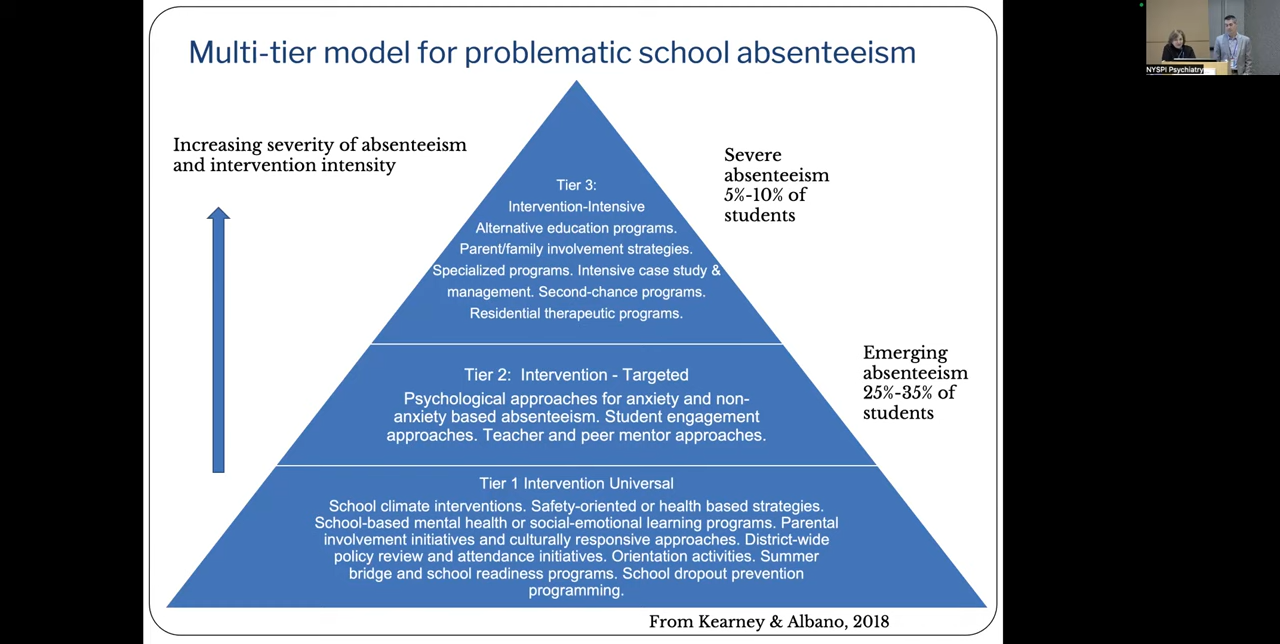 Multi-tier model for problematic school absenteeism
Increasing severity of absenteeism
and intervention intensity
Severe
absenteeism
5%-10% of
students
Tier 3:
Intervention-Intensive
Alternative education programs.
Parent/family involvement strategies.
Specialized programs. Intensive case study &
management. Second-chance programs.
Residential therapeutic programs.
Emerging
absenteeism
25%-35% of
students
Tier 2: Intervention - Targeted
Psychological approaches for anxiety and non-
anxiety based absenteeism. Student engagement
approaches. Teacher and peer mentor approaches.
Tier 1 Intervention Universal
School climate interventions. Safety-oriented or health based strategies.
School-based mental health or social-emotional learning programs. Parental
involvement initiatives and culturally responsive approaches. District-wide
policy review and attendance initiatives. Orientation activities. Summer
bridge and school readiness programs. School dropout prevention
programming.
From Kearney & Albano, 2018
NYSPI Psychiatry